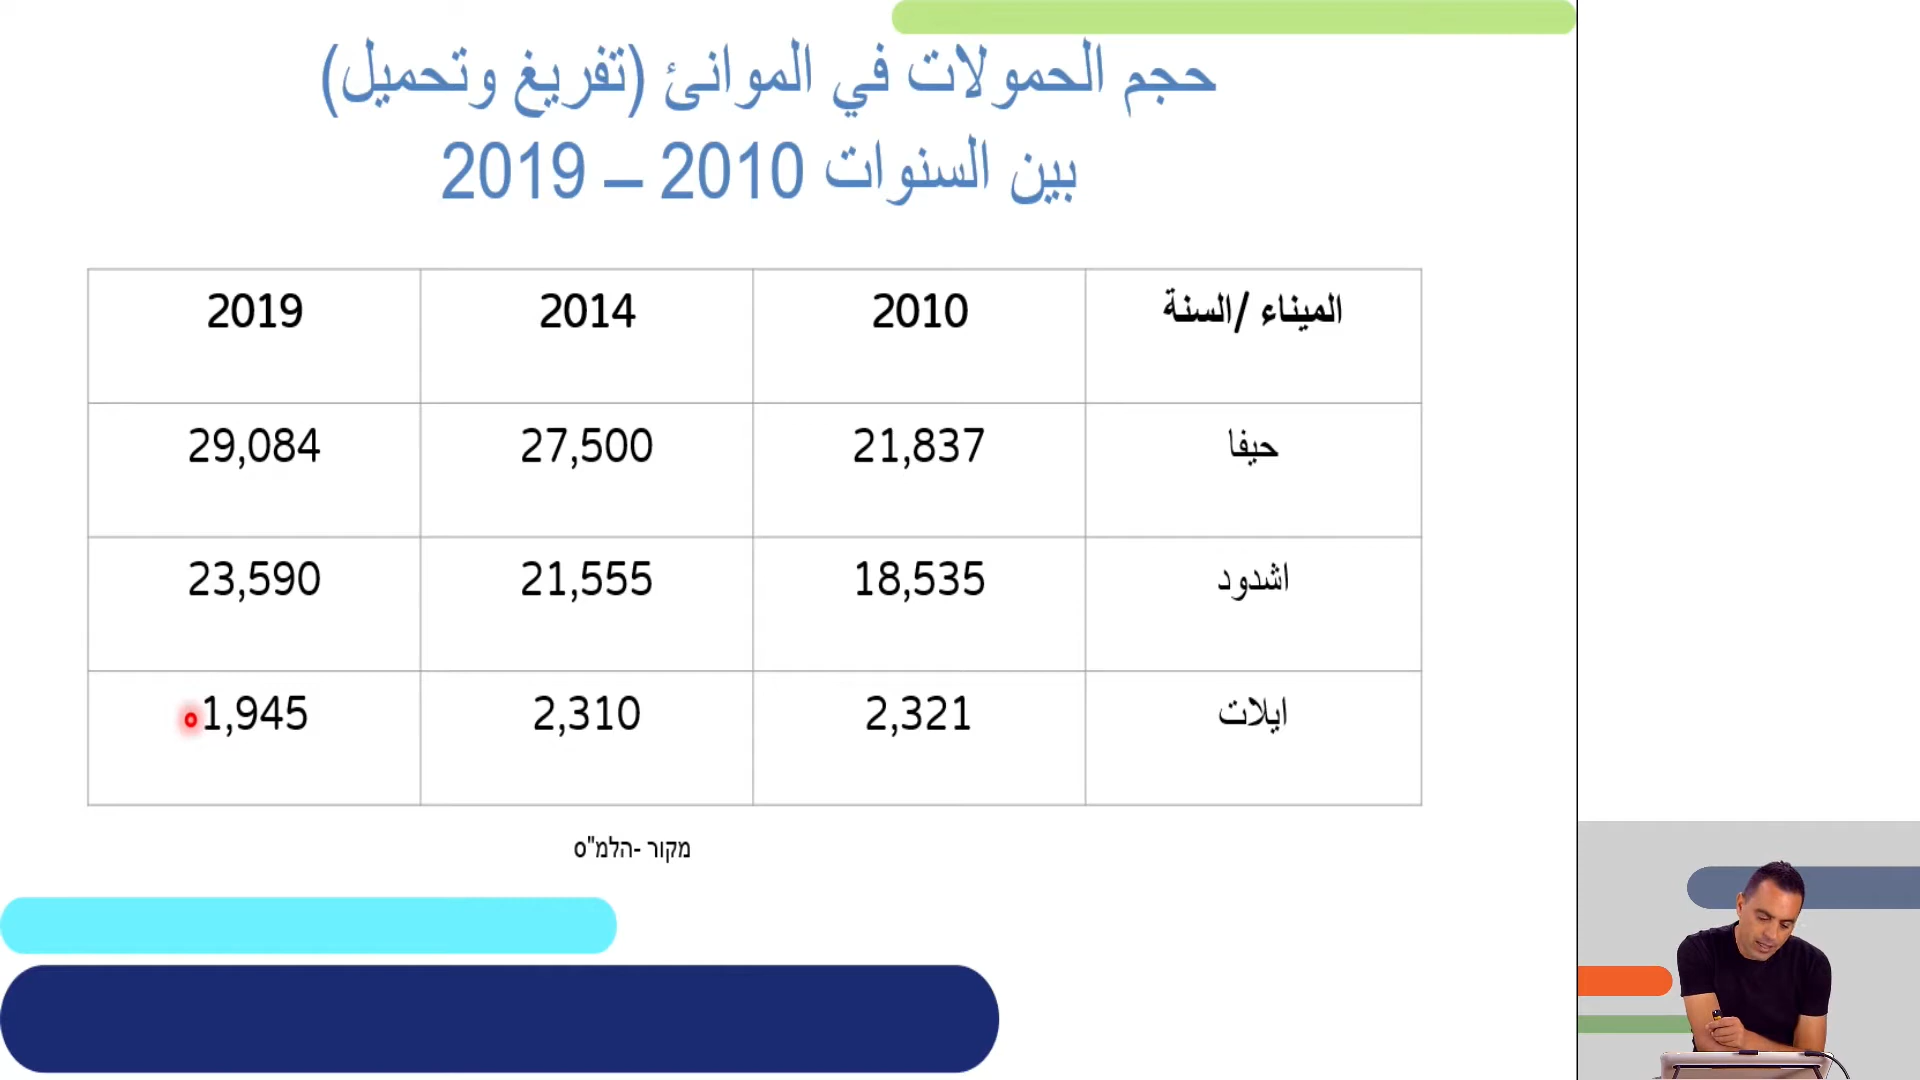 حجم الحمولات في الموانئ (تفريغ وتحميل)
بين السنوات 2010 – 2019
الميناء /السنة 2010 2014 2019
حيفا 21,837 27,500 29,084
اشدود 18,535 21,555 23,590
ايلات 2,321 2,310 1,945
מקור -הלמ"ס